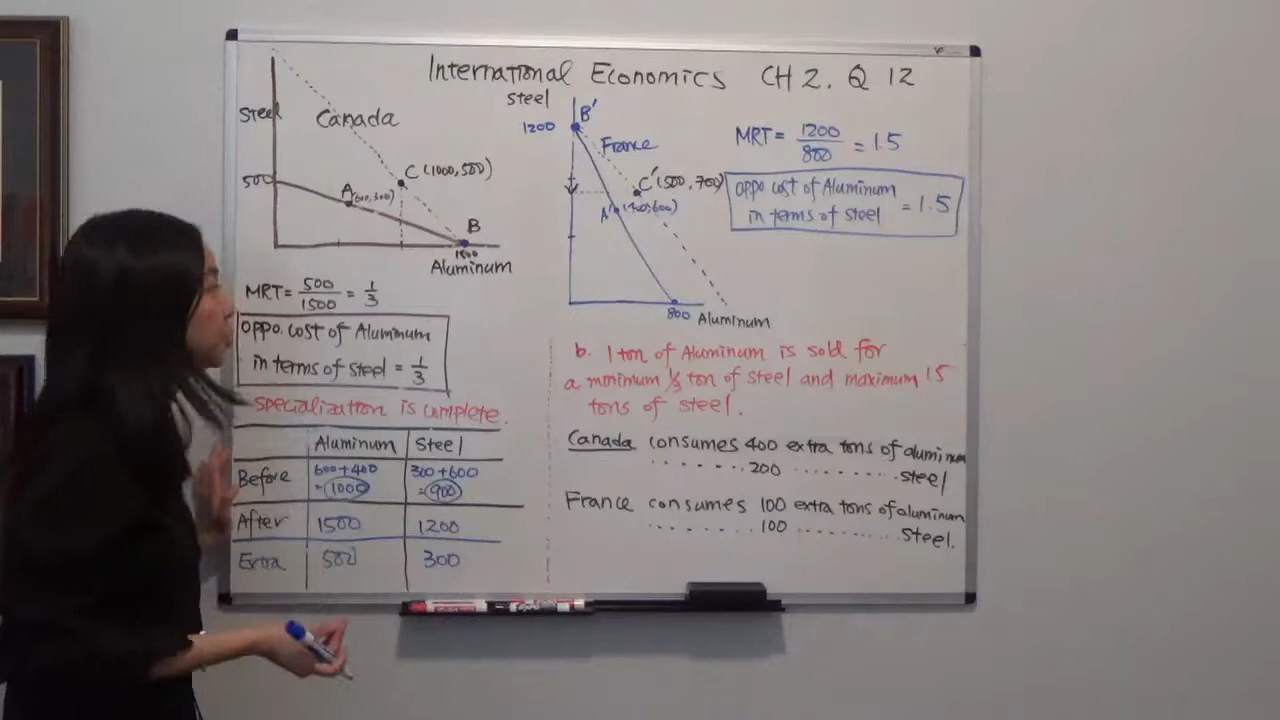 International Economics CH 2. Q 12
Steel
Canada
C (1000, 500)
500
A (600, 300)
B
1500
Aluminum
MRT = 500/1500 = 1/3
oppo. cost of Aluminum
in terms of steel = 1/3
specialization is complete.
Aluminum Steel
Before 600+400 300+600
=1000 =900
After 1500 1200
Extra 500 300
Steel
1200
B'
France
C' (500, 700)
A' (400, 600)
800 Aluminum
MRT = 1200/800 = 1.5
oppo cost of Aluminum
in terms of steel = 1.5
b. 1 ton of Aluminum is sold for
a minimum 1/3 ton of steel and maximum 1.5
tons of steel.
Canada consumes 400 extra tons of aluminum
. . . . . . 200 . . . . . . . . . steel
France consumes 100 extra tons of aluminum
. . . . . . 100 . . . . . . . . . steel.